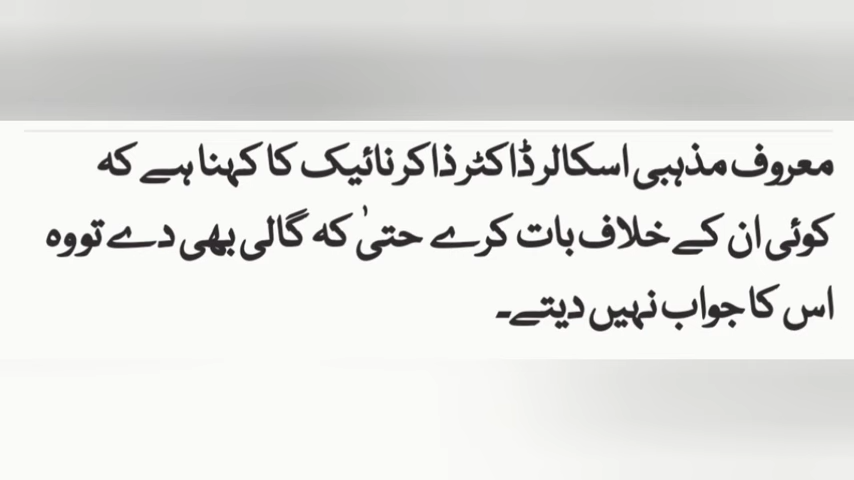 معروف مذہبی اسکالر ڈاکٹر ذاکر نائیک کا کہنا ہے کہ
کوئی ان کے خلاف بات کرے حتیٰ کہ گالی بھی دے تو وہ
اس کا جواب نہیں دیتے۔